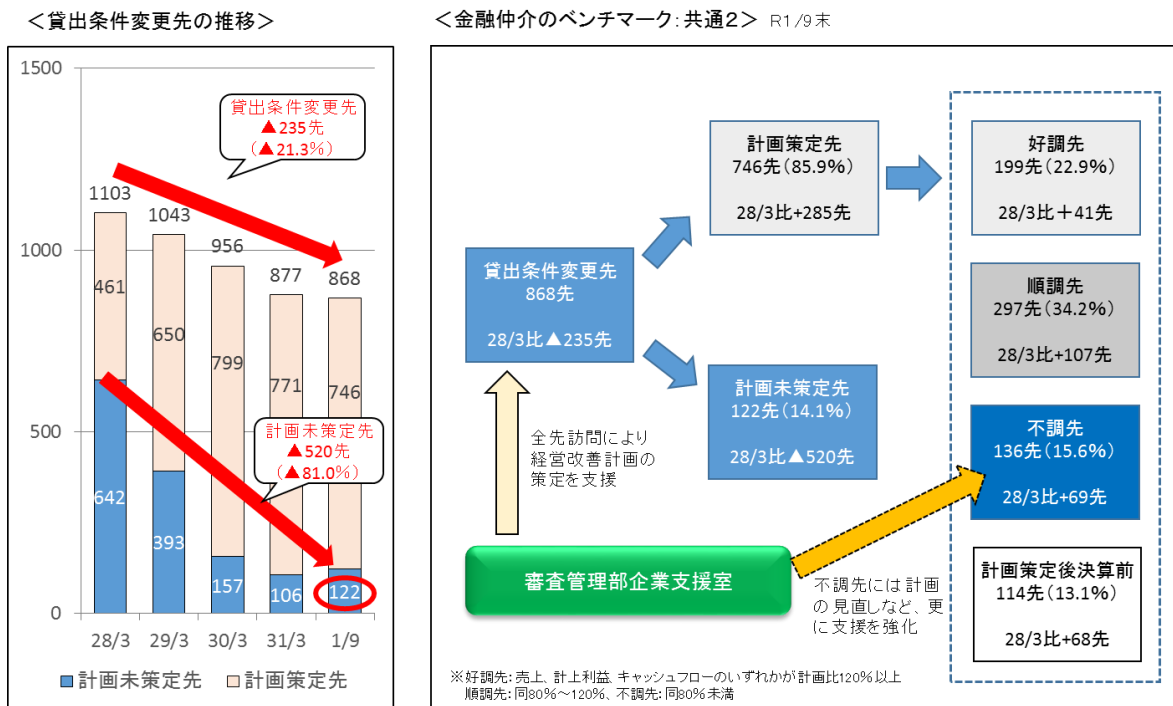 ＜貸出条件変更先の推移＞
1500
1000
500
0
貸出条件変更先
▲235先
（▲21.3%）
1103
1043
956
877
868
461
650
799
771
746
計画未策定先
▲520先
（▲81.0%）
642
393
157
106
122
28/3
29/3
30/3
31/3
1/9
計画未策定先
計画策定先
＜金融仲介のベンチマーク：共通２＞ R1/9末
貸出条件変更先
868先
28/3比▲235先
計画策定先
746先（85.9%）
28/3比+285先
計画未策定先
122先（14.1%）
28/3比▲520先
好調先
199先（22.9%）
28/3比＋41先
順調先
297先（34.2%）
28/3比+107先
不調先
136先（15.6%）
28/3比+69先
計画策定後決算前
114先（13.1%）
28/3比+68先
全先訪問により
経営改善計画の
策定を支援
審査管理部企業支援室
不調先には計画
の見直しなど、更
に支援を強化
※好調先：売上、計上利益、キャッシュフローのいずれかが計画比120％以上
順調先：同80％～120％、不調先：同80％未満